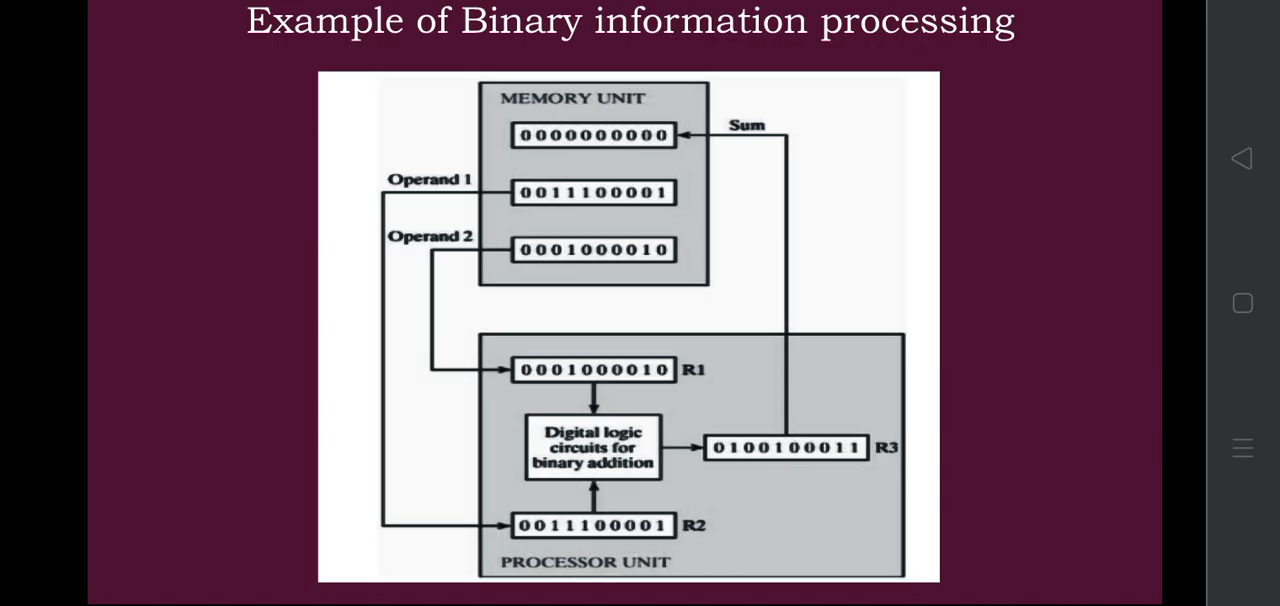 Example of Binary information processing
MEMORY UNIT
0000000000
Sum
Operand 1
0011100001
Operand 2
0001000010
0001000010 R1
Digital logic
circuits for
binary addition
0100100011 R3
0011100001 R2
PROCESSOR UNIT